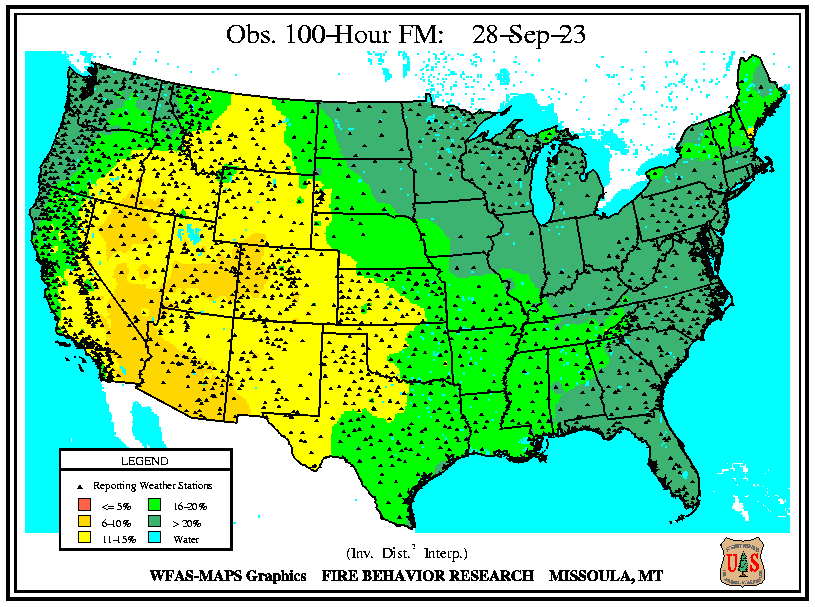 Obs. 100-Hour FM: 28-Sep-23
LEGEND
Reporting Weather Stations
<= 5%
16-20%
6-10%
> 20%
11-15%
Water
(Inv. Dist.² Interp.)
WFAS-MAPS Graphics FIRE BEHAVIOR RESEARCH MISSOULA, MT
U S